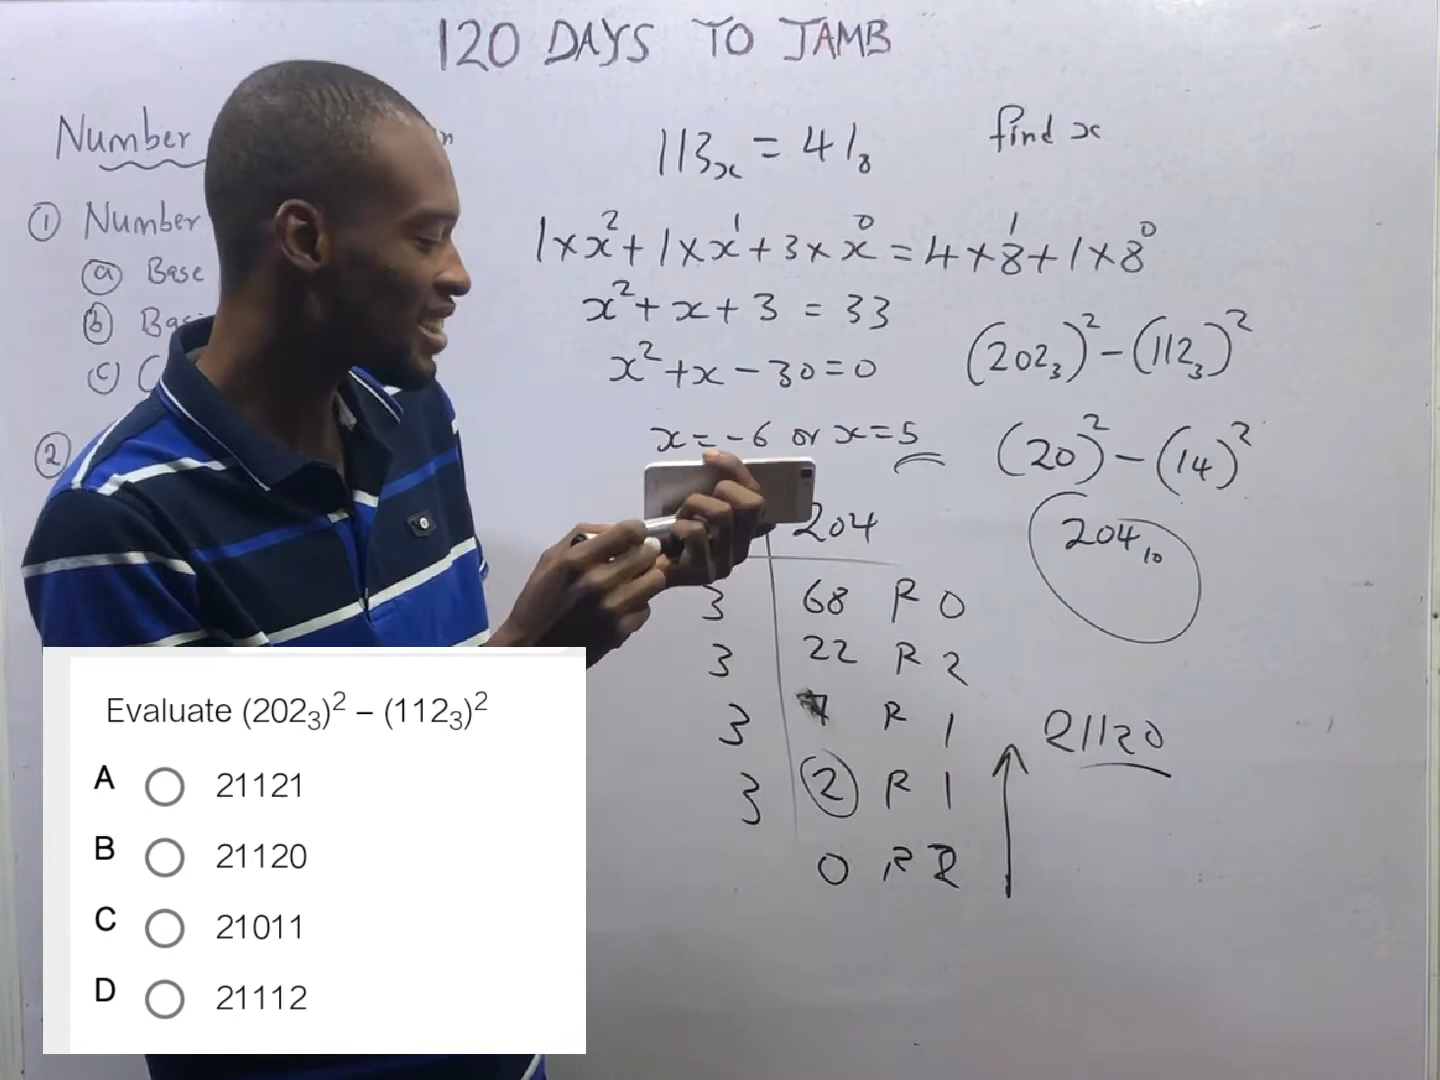 120 DAYS TO JAMB
Number
① Number
ⓐ Base
ⓑ
ⓒ
②
113ₓ = 41₈ find x
1×x²+1×x¹+3×x⁰=4×8¹+1×8⁰
x²+x+3=33
x²+x-30=0
x=-6 or x=5
(202₃)²-(112₃)²
(20)²-(14)²
204₁₀
204
3 68 R 0
3 22 R 2
3 7 R 1
3 2 R 1
0 R 2
21120
Evaluate (202₃)² – (112₃)²
A 21121
B 21120
C 21011
D 21112